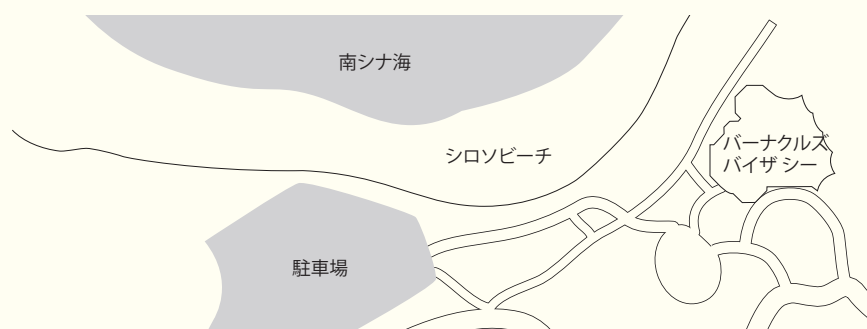 南シナ海
シロソビーチ
バーナクルズ
バイザ シー
駐車場